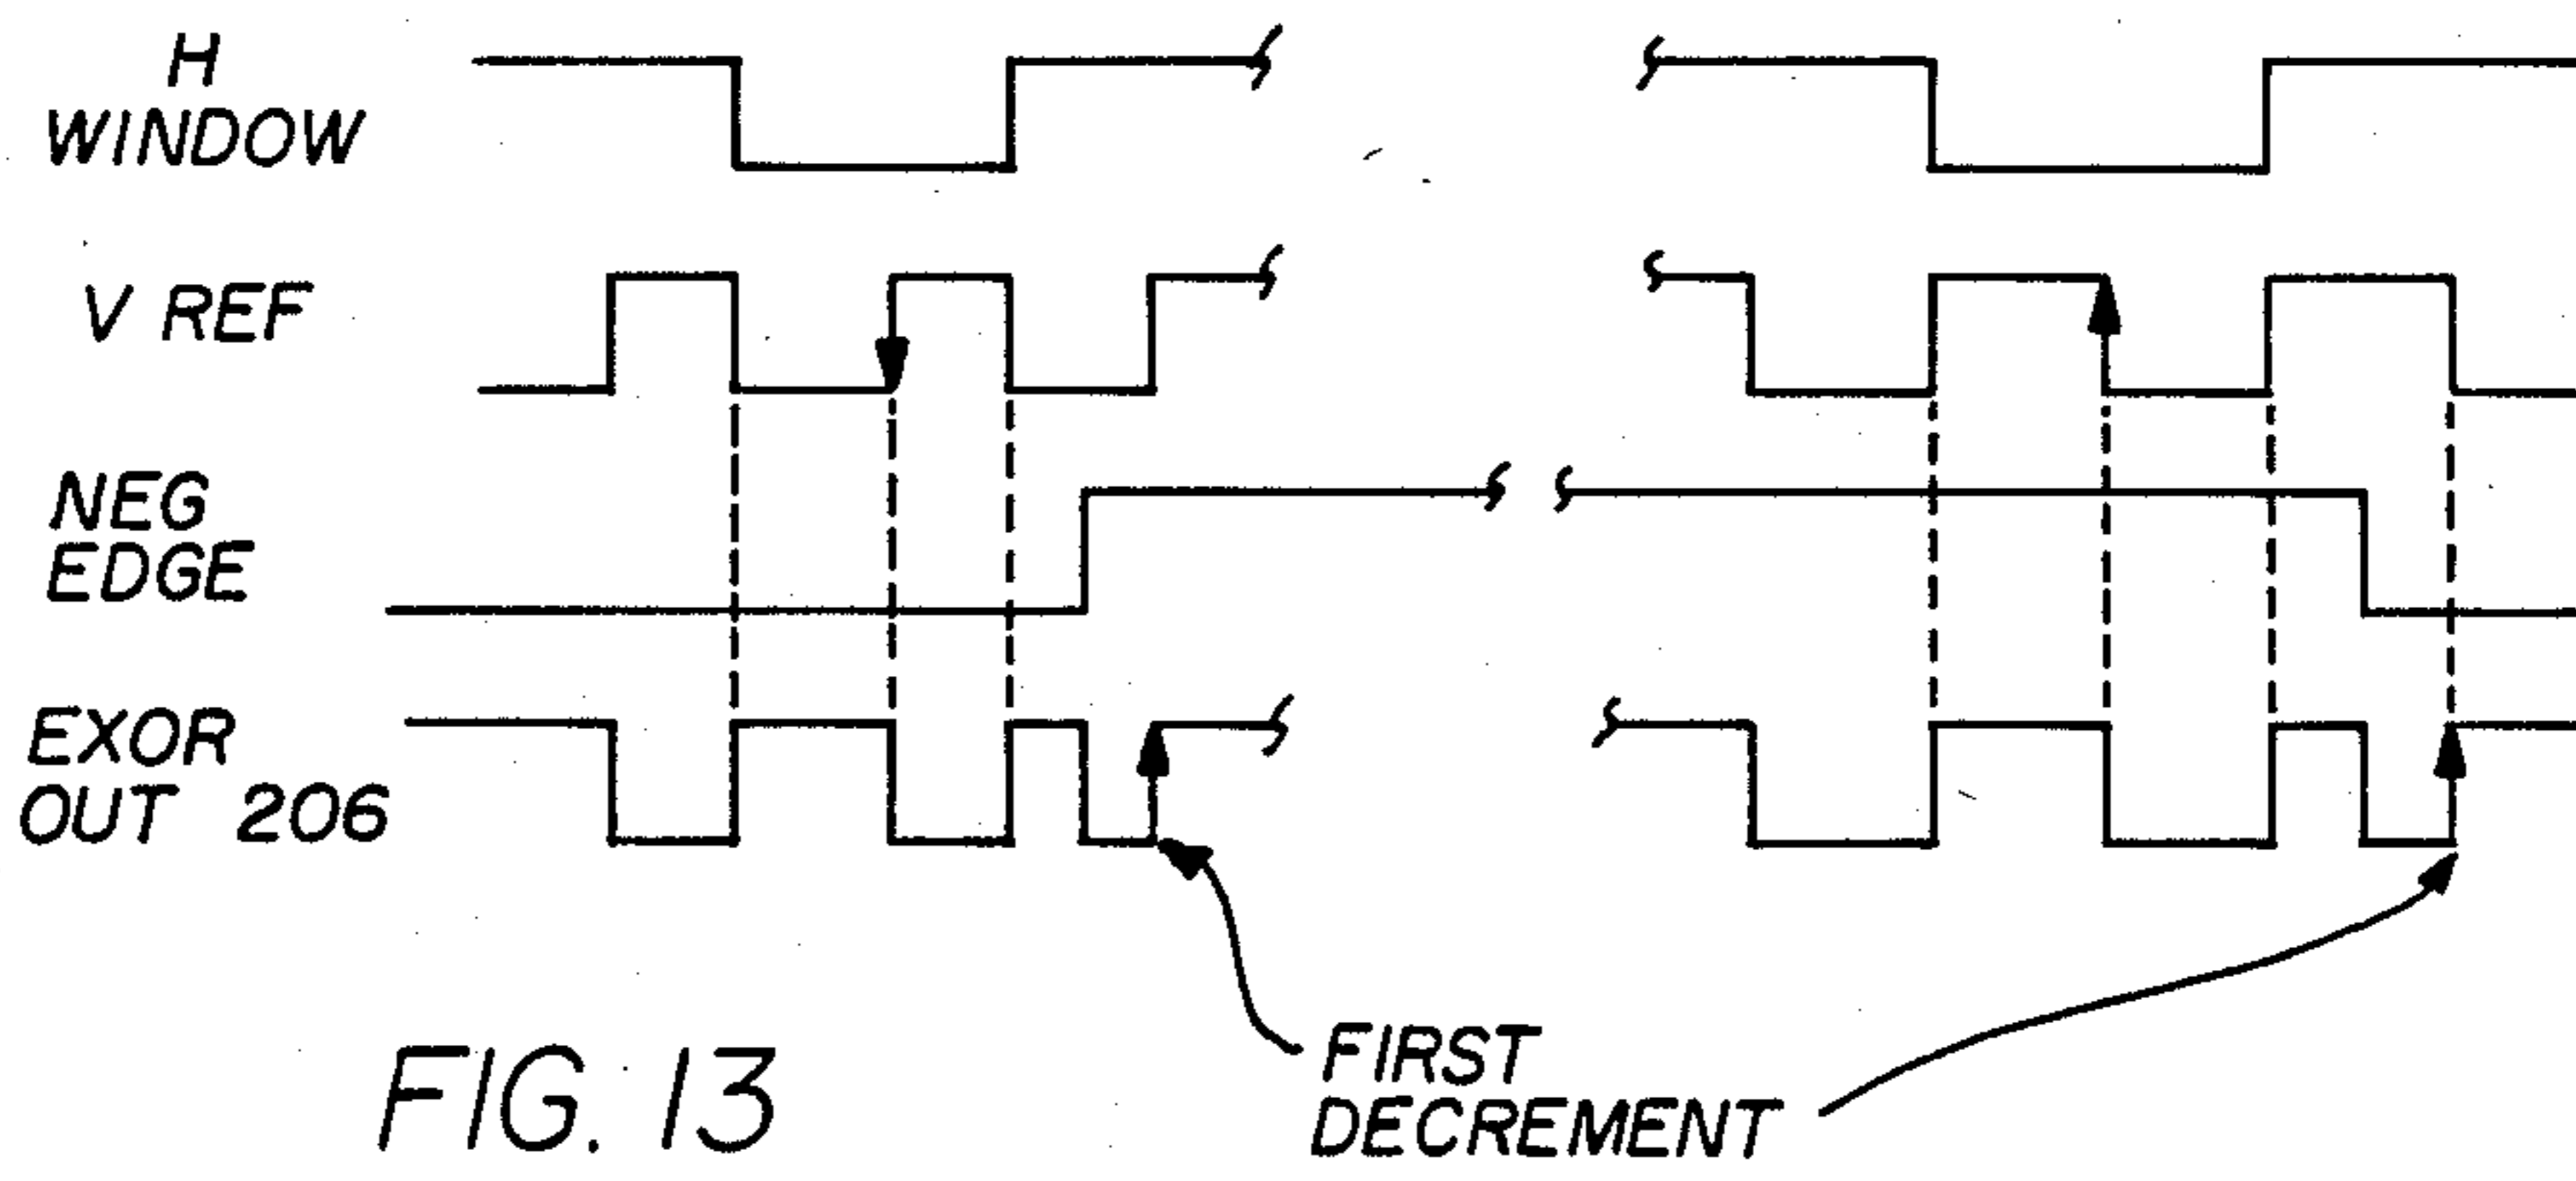 H
WINDOW
V REF
NEG
EDGE
EXOR
OUT 206
FIRST
DECREMENT
FIG. 13